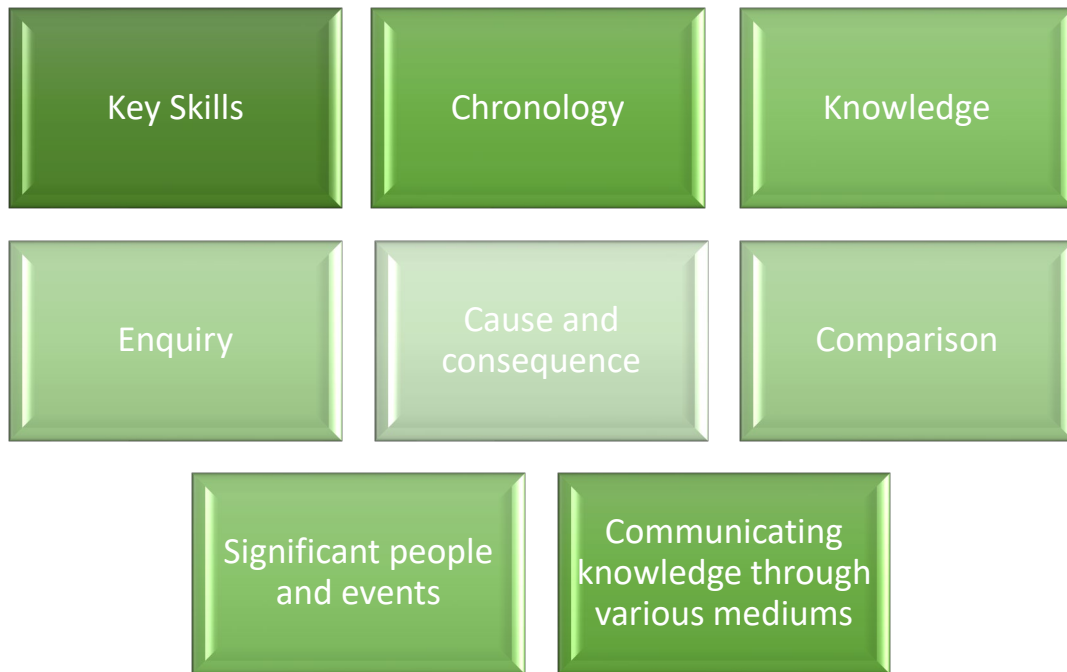 Key Skills
Chronology
Knowledge
Enquiry
Cause and
consequence
Comparison
Significant people
and events
Communicating
knowledge through
various mediums